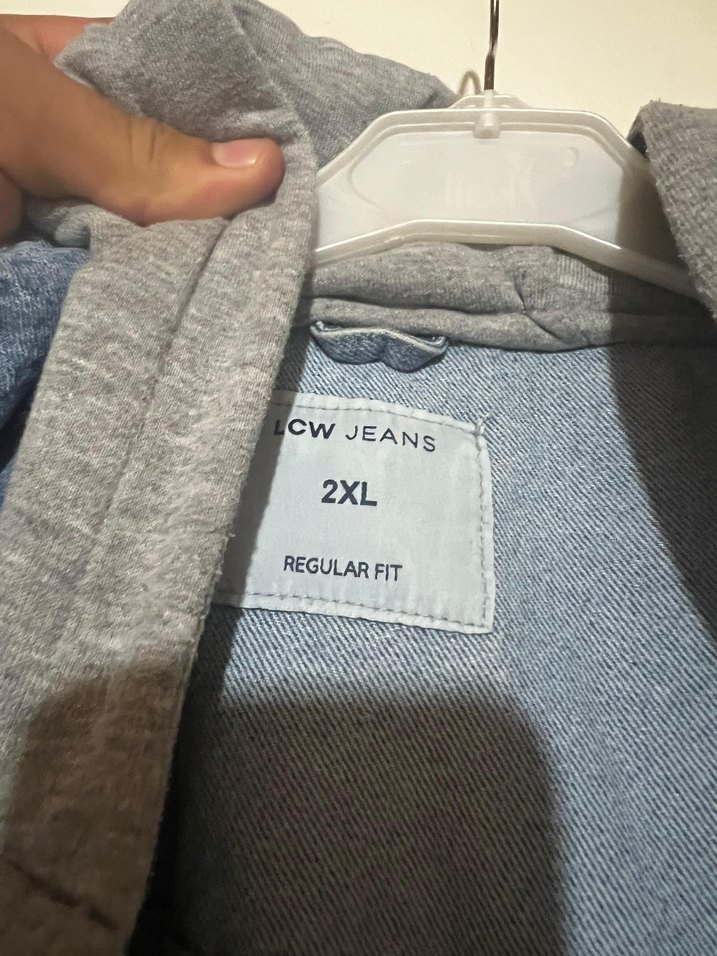 LCW JEANS
2XL
REGULAR FIT